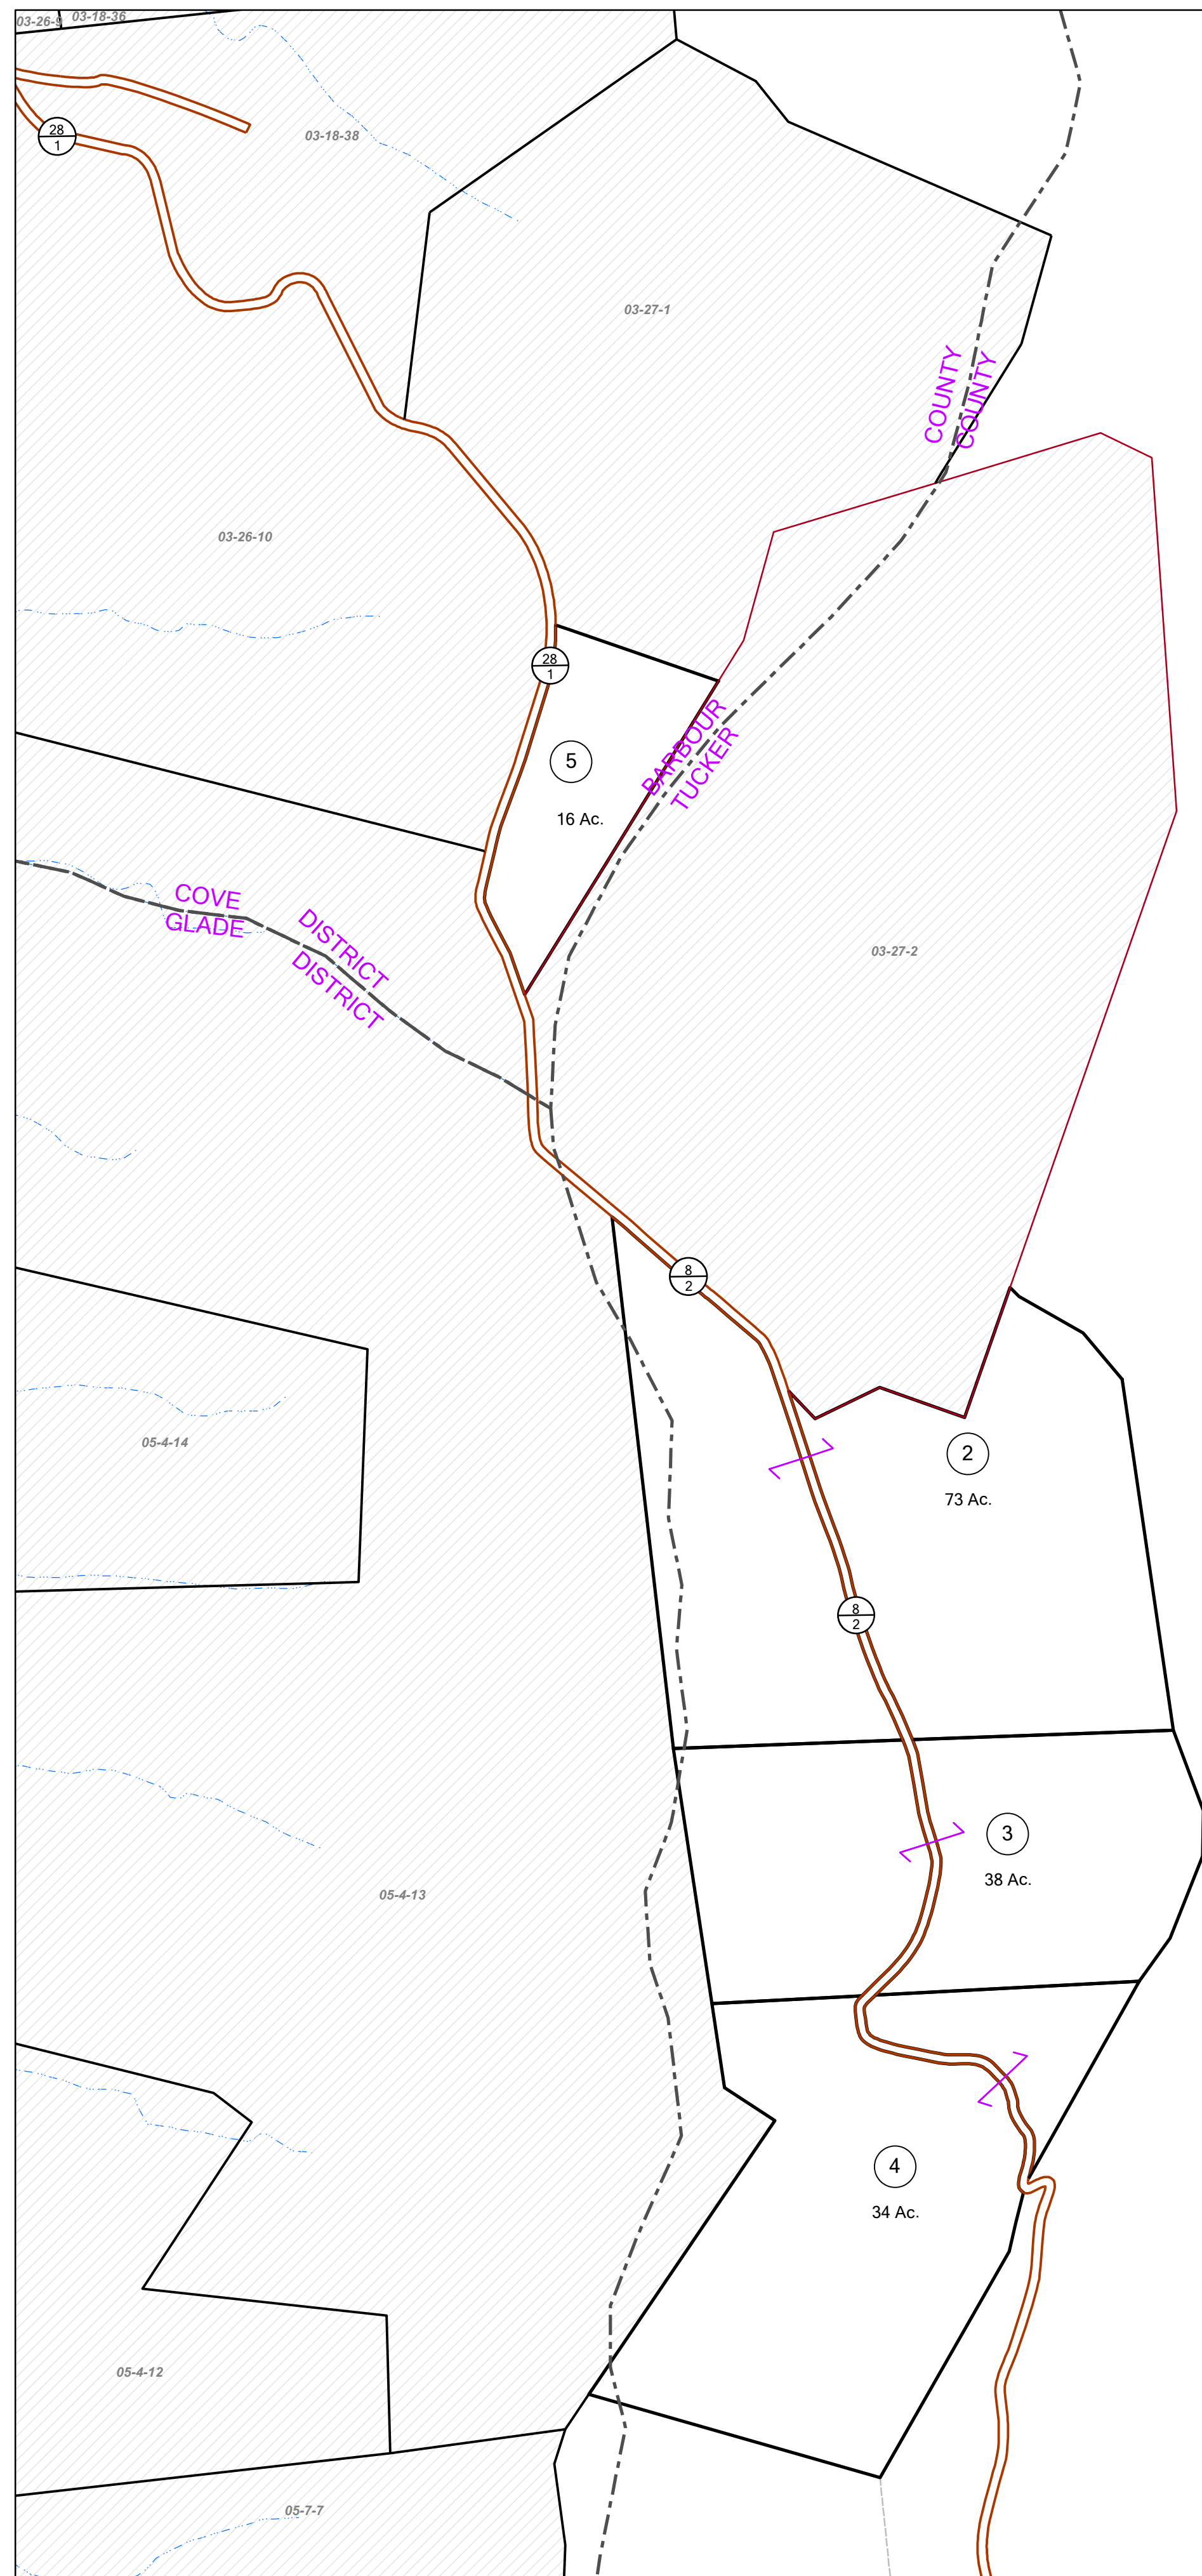 03-26-9
03-18-36
28
1
03-18-38
03-27-1
COUNTY
COUNTY
03-26-10
28
1
5
16 Ac.
BARBOUR
TUCKER
COVE
GLADE
DISTRICT
DISTRICT
03-27-2
8
2
05-4-14
2
73 Ac.
8
2
3
38 Ac.
05-4-13
4
34 Ac.
05-4-12
05-7-7